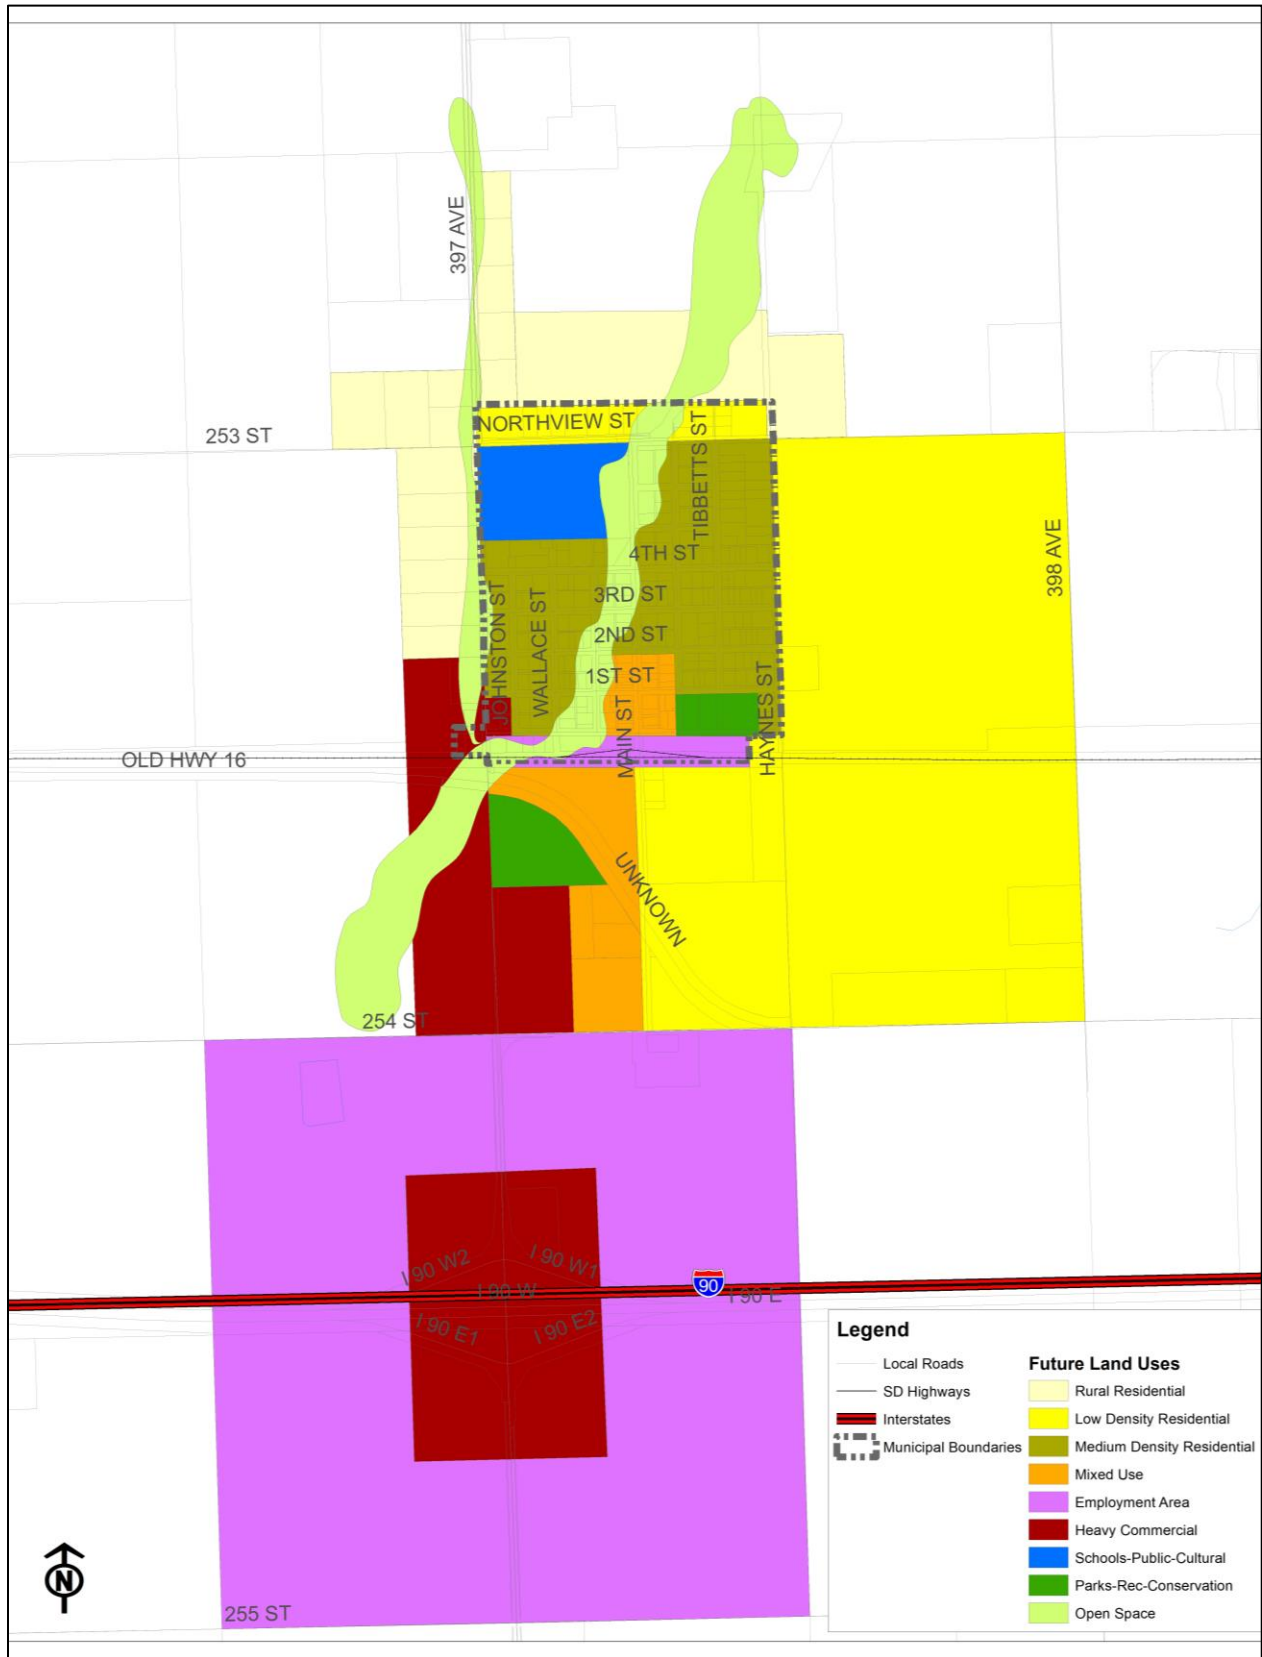 397 AVE
NORTHVIEW ST
253 ST
TIBBETTS ST
4TH ST
398 AVE
3RD ST
JOHNSTON ST
WALLACE ST
2ND ST
1ST ST
HAYNES ST
MAIN ST
OLD HWY 16
UNKNOWN
254 ST
I 90 W2
I 90 W1
90
I 90 W
I 90 E
I 90 E1
I 90 E2
255 ST
N
Legend
Local Roads
SD Highways
Interstates
Municipal Boundaries
Future Land Uses
Rural Residential
Low Density Residential
Medium Density Residential
Mixed Use
Employment Area
Heavy Commercial
Schools-Public-Cultural
Parks-Rec-Conservation
Open Space